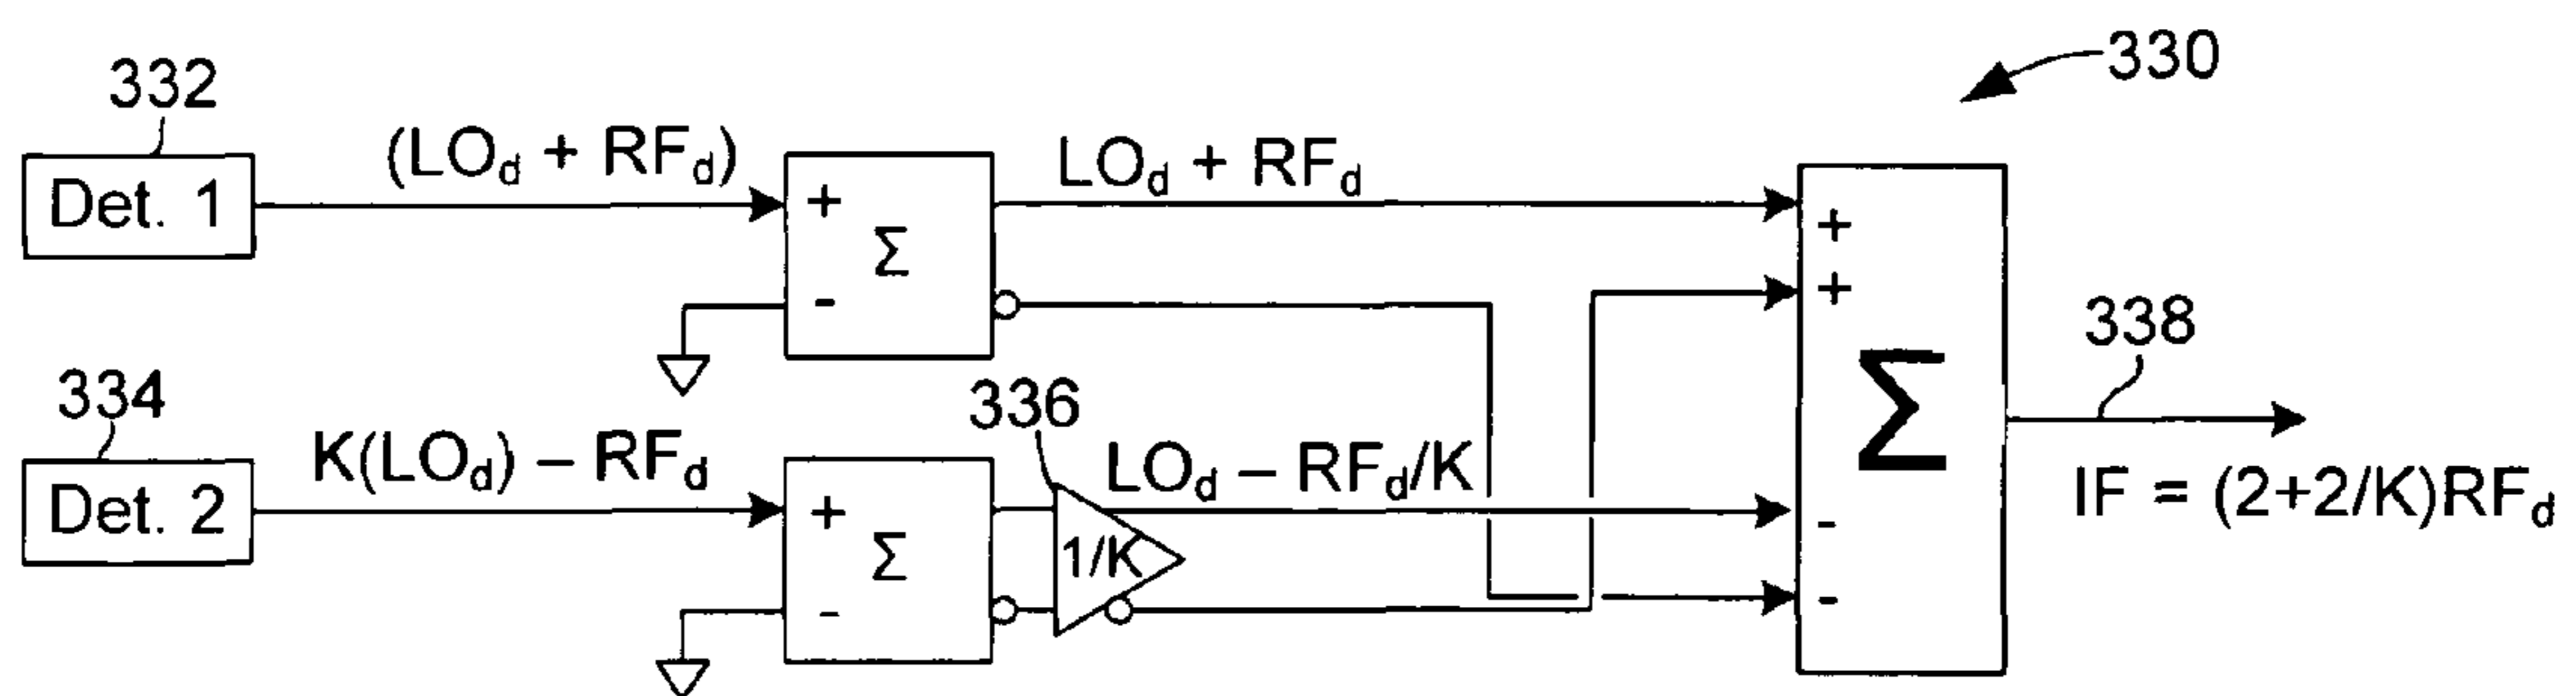 330
332
Det. 1
(LOd + RFd)
+
Σ
-
LOd + RFd
+
+
-
-
Σ
338
IF = (2+2/K)RFd
334
Det. 2
K(LOd) – RFd
+
Σ
-
336
1/K
LOd – RFd/K